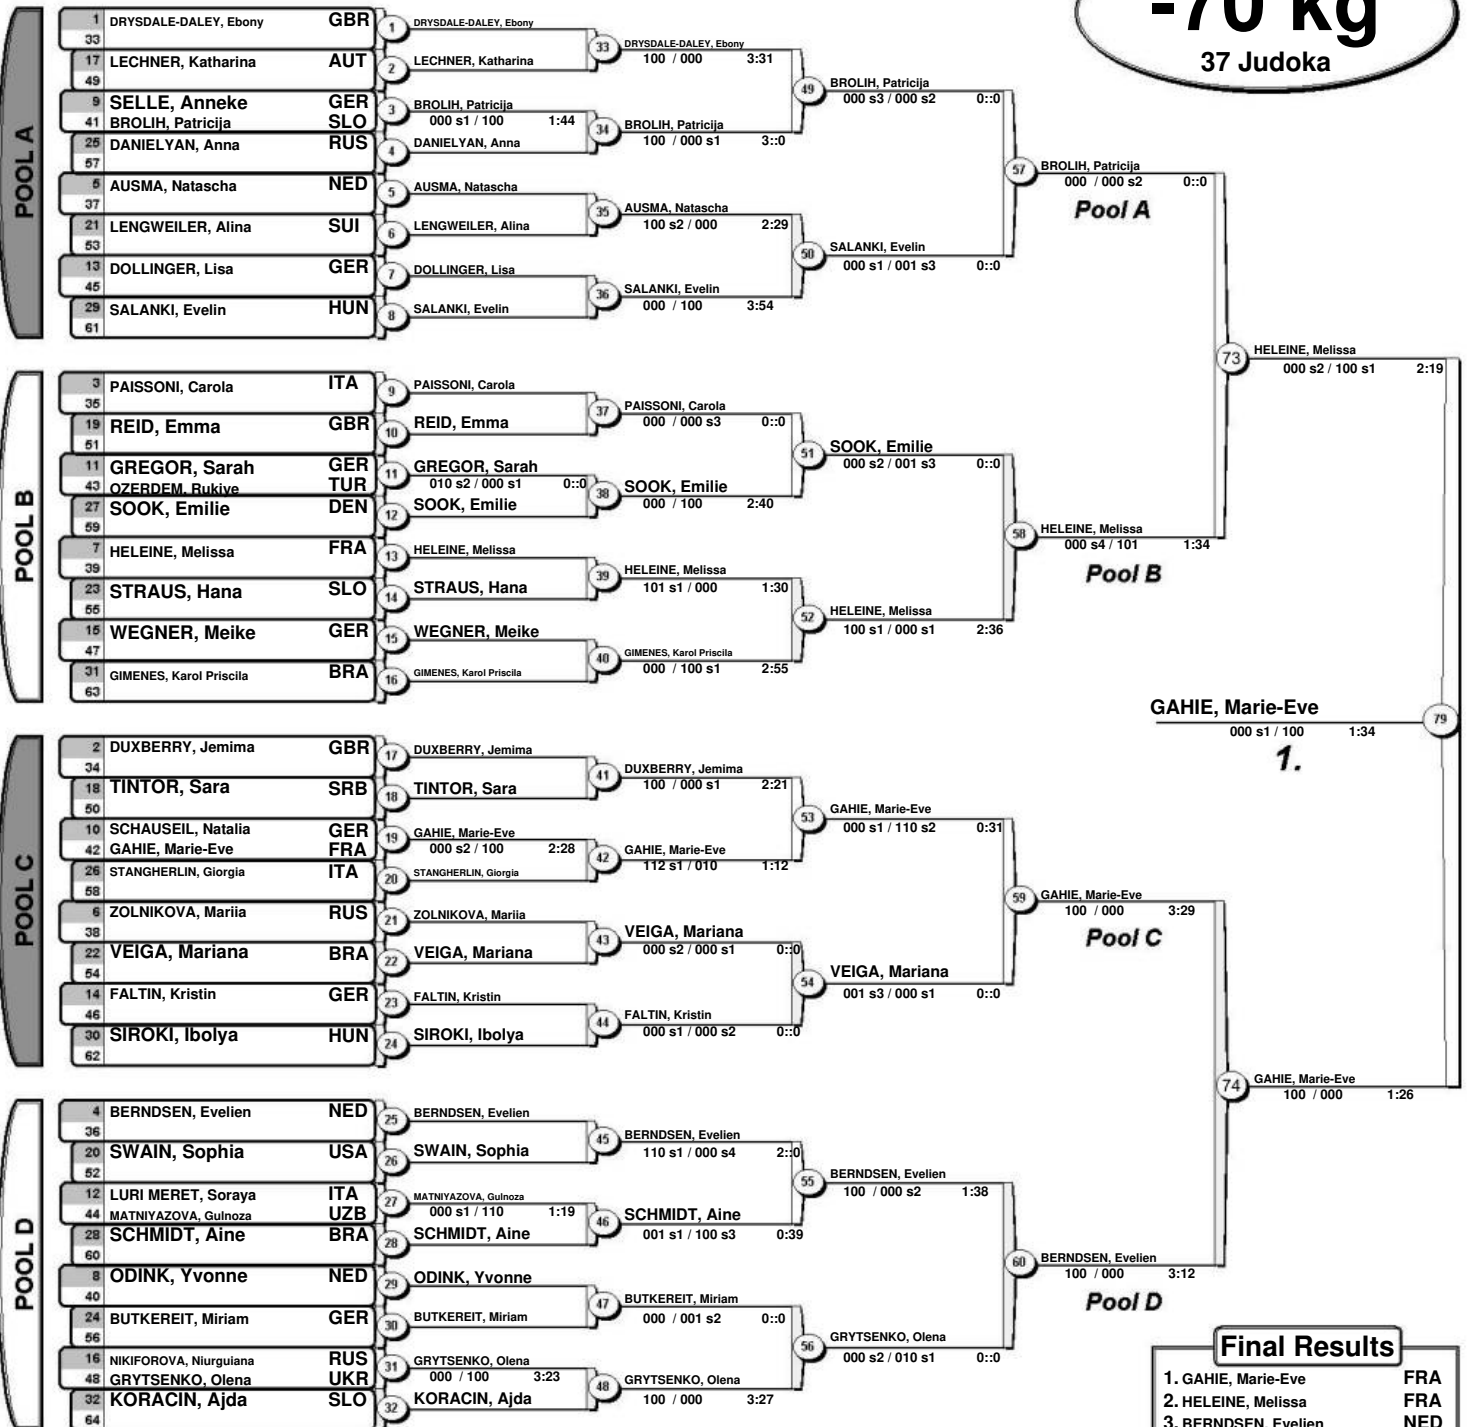 -70 kg
37 Judoka
POOL A
1 DRYSDALE-DALEY, Ebony GBR
33
17 LECHNER, Katharina AUT
49
9 SELLE, Anneke GER
41 BROLIH, Patricija SLO
25 DANIELYAN, Anna RUS
57
5 AUSMA, Natascha NED
37
21 LENGWEILER, Alina SUI
53
13 DOLLINGER, Lisa GER
45
29 SALANKI, Evelin HUN
61
1 DRYSDALE-DALEY, Ebony
2 LECHNER, Katharina
3 BROLIH, Patricija
000 s1 / 100 1:44
4 DANIELYAN, Anna
5 AUSMA, Natascha
6 LENGWEILER, Alina
7 DOLLINGER, Lisa
8 SALANKI, Evelin
33 DRYSDALE-DALEY, Ebony
100 / 000 3:31
34 BROLIH, Patricija
100 / 000 s1 3::0
35 AUSMA, Natascha
100 s2 / 000 2:29
36 SALANKI, Evelin
000 / 100 3:54
49 BROLIH, Patricija
000 s3 / 000 s2 0::0
50 SALANKI, Evelin
000 s1 / 001 s3 0::0
57 BROLIH, Patricija
000 / 000 s2 0::0
Pool A
POOL B
3 PAISSONI, Carola ITA
35
19 REID, Emma GBR
51
11 GREGOR, Sarah GER
43 OZERDEM, Rukiye TUR
27 SOOK, Emilie DEN
59
7 HELEINE, Melissa FRA
39
23 STRAUS, Hana SLO
55
15 WEGNER, Meike GER
47
31 GIMENES, Karol Priscila BRA
63
9 PAISSONI, Carola
10 REID, Emma
11 GREGOR, Sarah
010 s2 / 000 s1 0::0
12 SOOK, Emilie
13 HELEINE, Melissa
14 STRAUS, Hana
15 WEGNER, Meike
16 GIMENES, Karol Priscila
37 PAISSONI, Carola
000 / 000 s3 0::0
38 SOOK, Emilie
000 / 100 2:40
39 HELEINE, Melissa
101 s1 / 000 1:30
40 GIMENES, Karol Priscila
000 / 100 s1 2:55
51 SOOK, Emilie
000 s2 / 001 s3 0::0
52 HELEINE, Melissa
100 s1 / 000 s1 2:36
58 HELEINE, Melissa
000 s4 / 101 1:34
Pool B
73 HELEINE, Melissa
000 s2 / 100 s1 2:19
GAHIE, Marie-Eve 79
000 s1 / 100 1:34
1.
POOL C
2 DUXBERRY, Jemima GBR
34
18 TINTOR, Sara SRB
50
10 SCHAUSEIL, Natalia GER
42 GAHIE, Marie-Eve FRA
26 STANGHERLIN, Giorgia ITA
58
6 ZOLNIKOVA, Mariia RUS
38
22 VEIGA, Mariana BRA
54
14 FALTIN, Kristin GER
46
30 SIROKI, Ibolya HUN
62
17 DUXBERRY, Jemima
18 TINTOR, Sara
19 GAHIE, Marie-Eve
000 s2 / 100 2:28
20 STANGHERLIN, Giorgia
21 ZOLNIKOVA, Mariia
22 VEIGA, Mariana
23 FALTIN, Kristin
24 SIROKI, Ibolya
41 DUXBERRY, Jemima
100 / 000 s1 2:21
42 GAHIE, Marie-Eve
112 s1 / 010 1:12
43 VEIGA, Mariana
000 s2 / 000 s1 0::0
44 FALTIN, Kristin
000 s1 / 000 s2 0::0
53 GAHIE, Marie-Eve
000 s1 / 110 s2 0:31
54 VEIGA, Mariana
001 s3 / 000 s1 0::0
59 GAHIE, Marie-Eve
100 / 000 3:29
Pool C
74 GAHIE, Marie-Eve
100 / 000 1:26
POOL D
4 BERNDSEN, Evelien NED
36
20 SWAIN, Sophia USA
52
12 LURI MERET, Soraya ITA
44 MATNIYAZOVA, Gulnoza UZB
28 SCHMIDT, Aine BRA
60
8 ODINK, Yvonne NED
40
24 BUTKEREIT, Miriam GER
56
16 NIKIFOROVA, Niurguiana RUS
48 GRYTSENKO, Olena UKR
32 KORACIN, Ajda SLO
64
25 BERNDSEN, Evelien
26 SWAIN, Sophia
27 MATNIYAZOVA, Gulnoza
000 s1 / 110 1:19
28 SCHMIDT, Aine
29 ODINK, Yvonne
30 BUTKEREIT, Miriam
31 GRYTSENKO, Olena
000 / 100 3:23
32 KORACIN, Ajda
45 BERNDSEN, Evelien
110 s1 / 000 s4 2::0
46 SCHMIDT, Aine
001 s1 / 100 s3 0:39
47 BUTKEREIT, Miriam
000 / 001 s2 0::0
48 GRYTSENKO, Olena
100 / 000 3:27
55 BERNDSEN, Evelien
100 / 000 s2 1:38
56 GRYTSENKO, Olena
000 s2 / 010 s1 0::0
60 BERNDSEN, Evelien
100 / 000 3:12
Pool D
Final Results
1. GAHIE, Marie-Eve FRA
2. HELEINE, Melissa FRA
3. BERNDSEN, Evelien NED